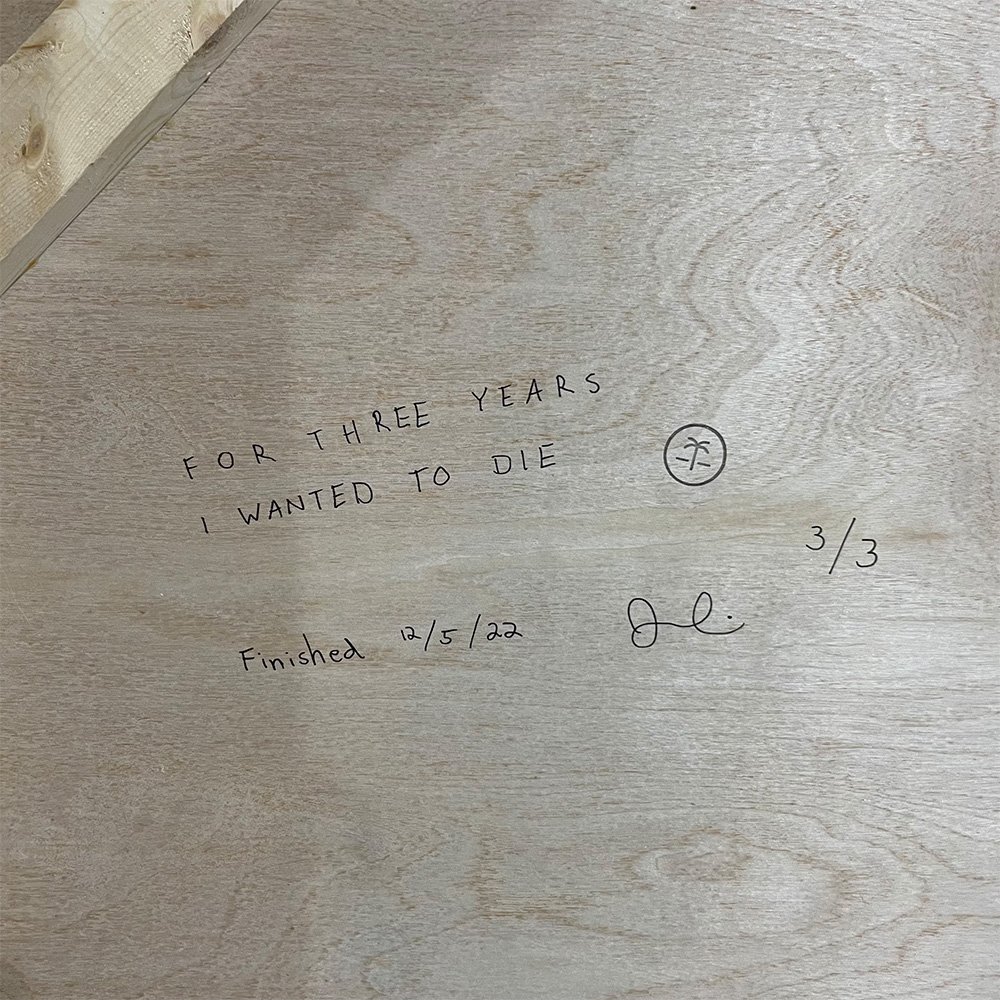 FOR THREE YEARS
I WANTED TO DIE
3/3
Finished 12/5/22